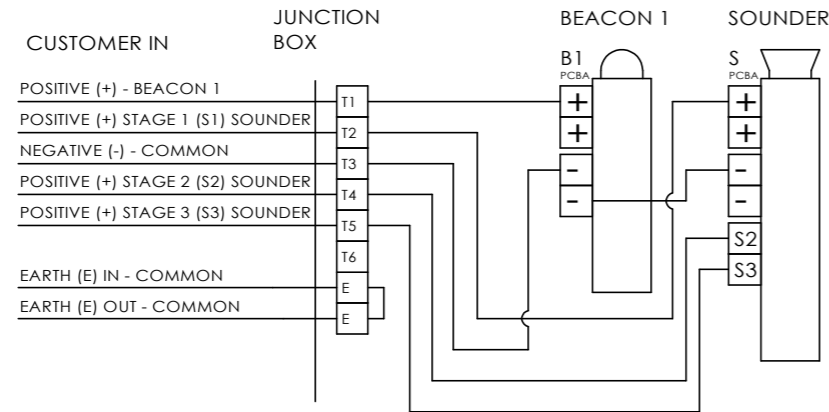 CUSTOMER IN
JUNCTION
BOX
BEACON 1
SOUNDER
B1
PCBA
S
PCBA
POSITIVE (+) - BEACON 1
POSITIVE (+) STAGE 1 (S1) SOUNDER
NEGATIVE (-) - COMMON
POSITIVE (+) STAGE 2 (S2) SOUNDER
POSITIVE (+) STAGE 3 (S3) SOUNDER
EARTH (E) IN - COMMON
EARTH (E) OUT - COMMON
T1
T2
T3
T4
T5
T6
E
E
+
+
-
-
+
+
-
-
S2
S3